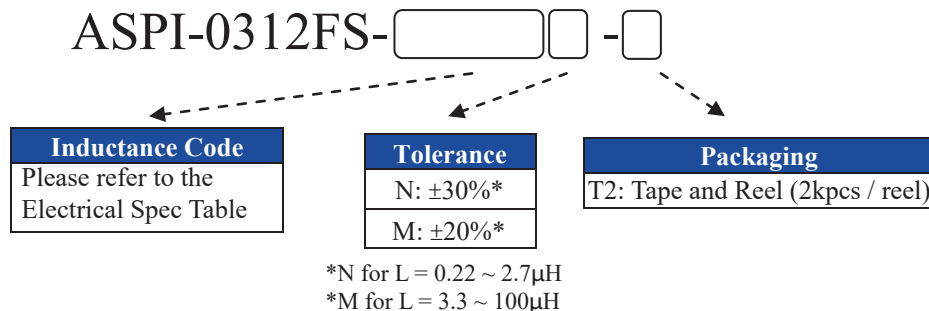 ASPI-0312FS- -
Inductance Code
Please refer to the
Electrical Spec Table
Tolerance
N: ±30%*
M: ±20%*
Packaging
T2: Tape and Reel (2kpcs / reel)
*N for L = 0.22 ~ 2.7µH
*M for L = 3.3 ~ 100µH